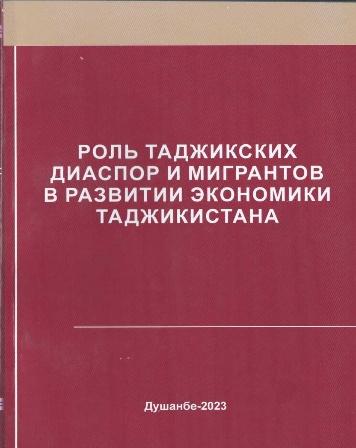 РОЛЬ ТАДЖИКСКИХ
ДИАСПОР И МИГРАНТОВ
В РАЗВИТИИ ЭКОНОМИКИ
ТАДЖИКИСТАНА
Душанбе-2023